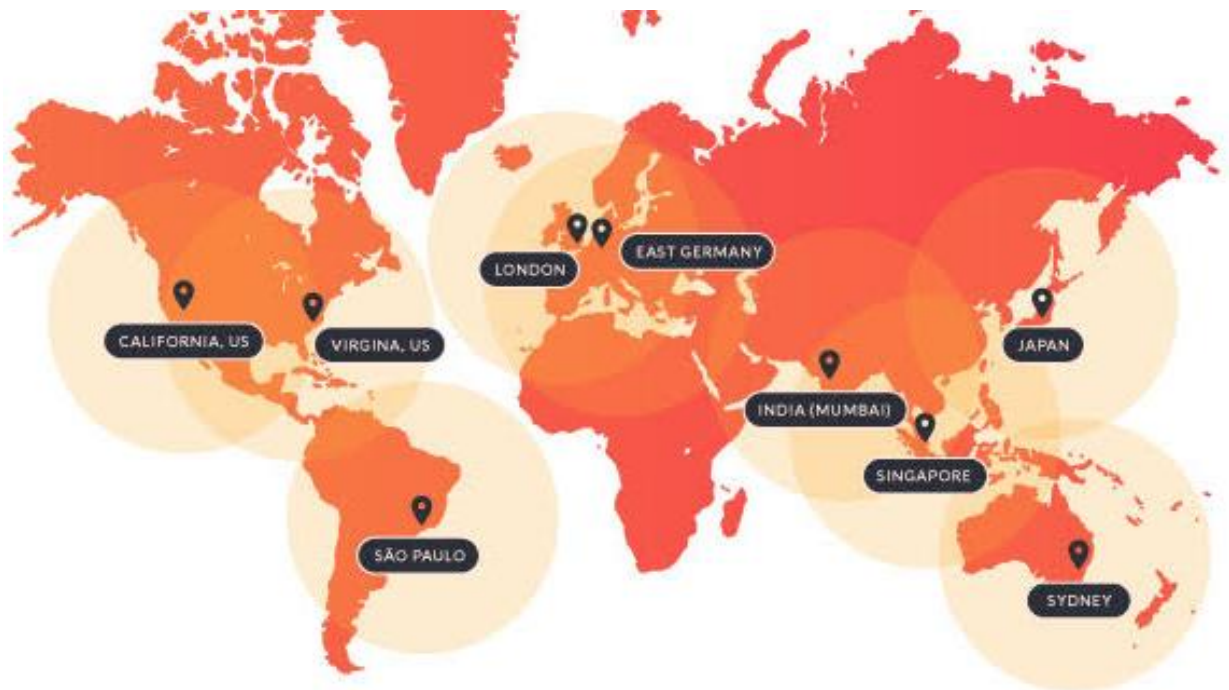 LONDON
EAST GERMANY
CALIFORNIA, US
VIRGINA, US
JAPAN
INDIA (MUMBAI)
SINGAPORE
SÃO PAULO
SYDNEY